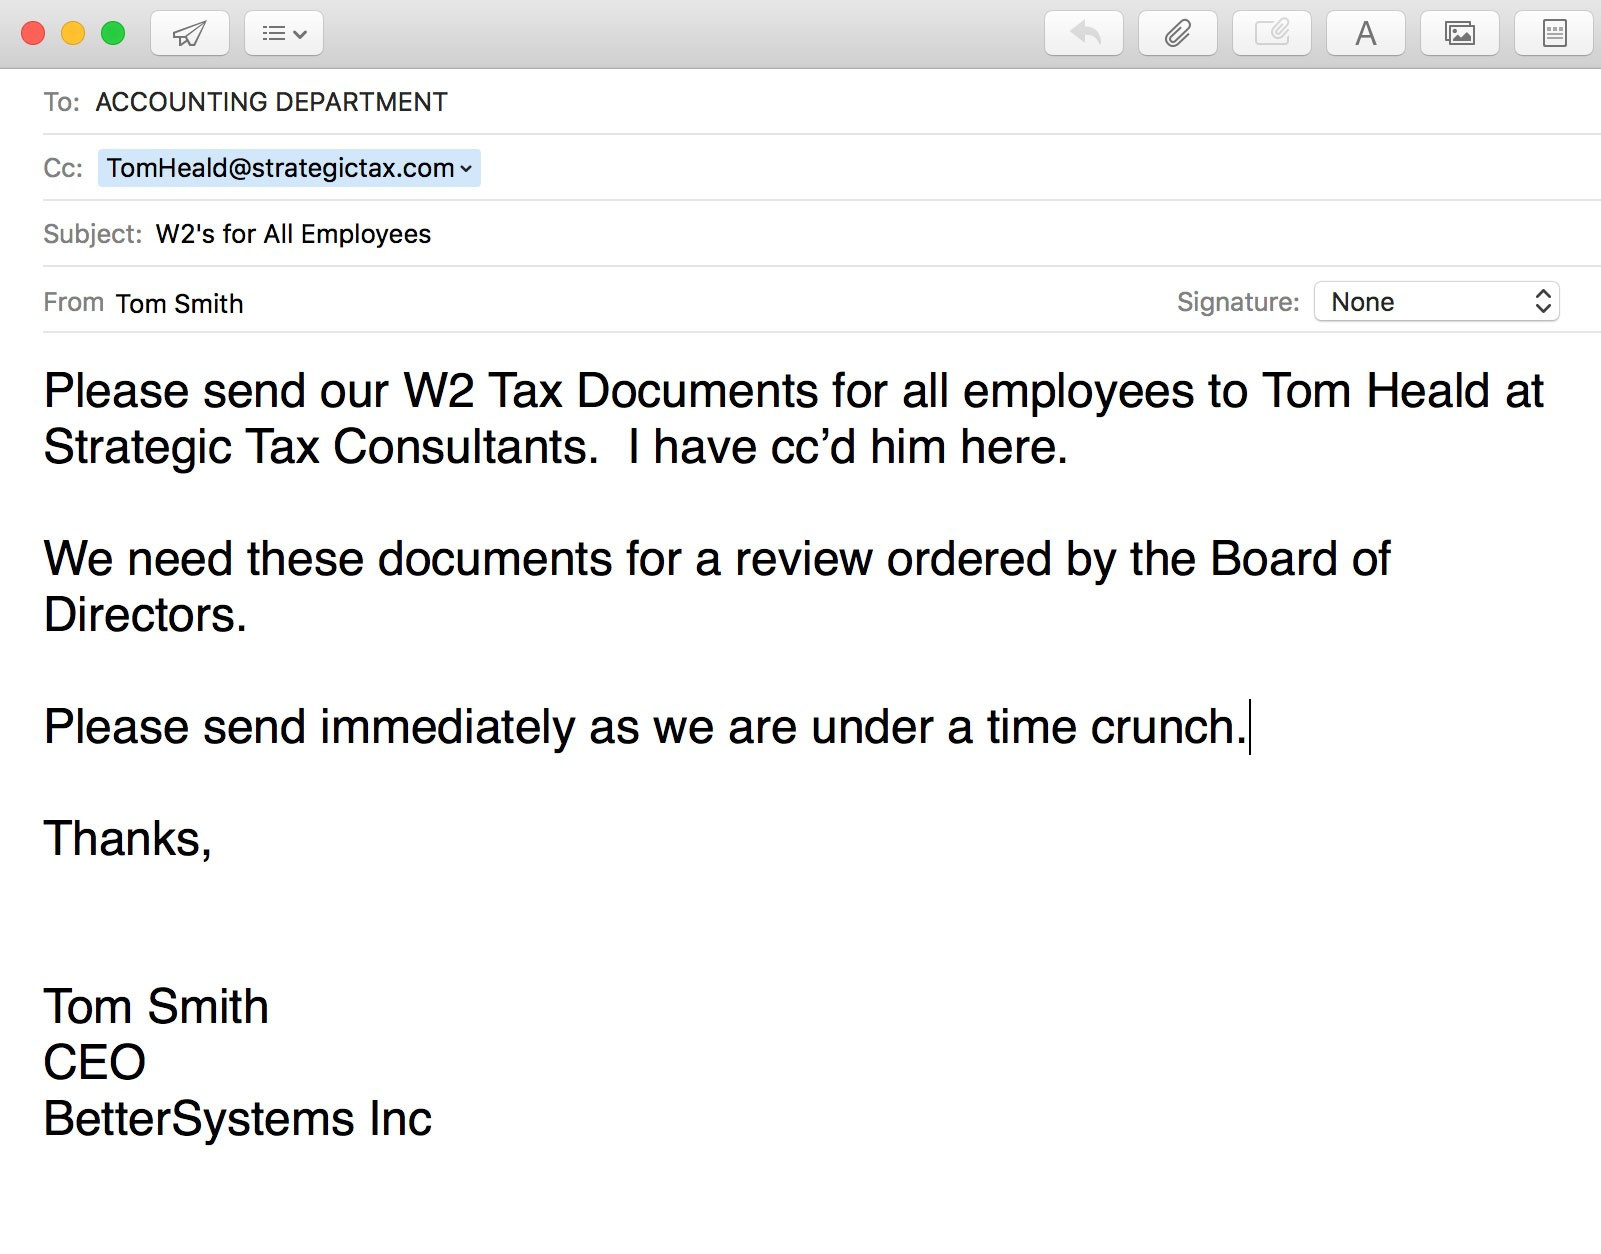 To: ACCOUNTING DEPARTMENT
Cc: TomHeald@strategictax.com
Subject: W2's for All Employees
From Tom Smith Signature: None
Please send our W2 Tax Documents for all employees to Tom Heald at
Strategic Tax Consultants.  I have cc’d him here.
We need these documents for a review ordered by the Board of
Directors.
Please send immediately as we are under a time crunch.
Thanks,
Tom Smith
CEO
BetterSystems Inc